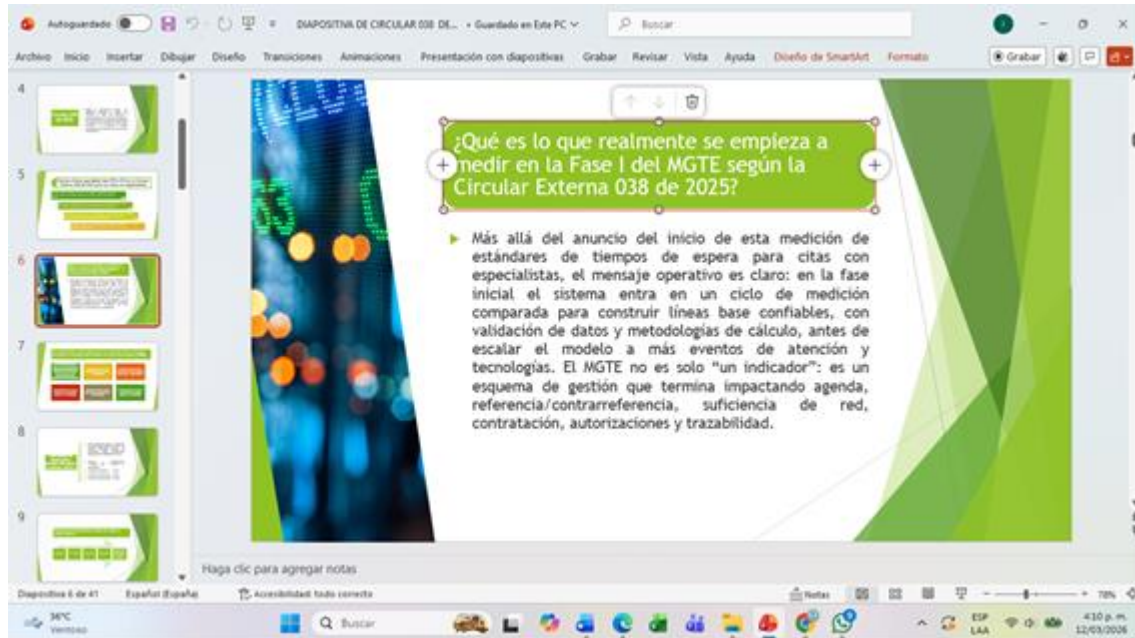 Autoguardado
DIAPOSITIVA DE CIRCULAR 038 DE... • Guardado en Este PC
Buscar
Archivo Inicio Insertar Dibujar Diseño Transiciones Animaciones Presentación con diapositivas Grabar Revisar Vista Ayuda Diseño de SmartArt Formato
Grabar
4
5
6
7
8
9
¿Qué es lo que realmente se empieza a
medir en la Fase I del MGTE según la
Circular Externa 038 de 2025?
Más allá del anuncio del inicio de esta medición de
estándares de tiempos de espera para citas con
especialistas, el mensaje operativo es claro: en la fase
inicial el sistema entra en un ciclo de medición
comparada para construir líneas base confiables, con
validación de datos y metodologías de cálculo, antes de
escalar el modelo a más eventos de atención y
tecnologías. El MGTE no es solo “un indicador”: es un
esquema de gestión que termina impactando agenda,
referencia/contrarreferencia, suficiencia de red,
contratación, autorizaciones y trazabilidad.
Haga clic para agregar notas
Diapositiva 6 de 41 Español (España) Accesibilidad: todo correcto Notas 78%
36°C
Ventoso
Buscar
ESP
LAA
4:10 p. m.
12/03/2026